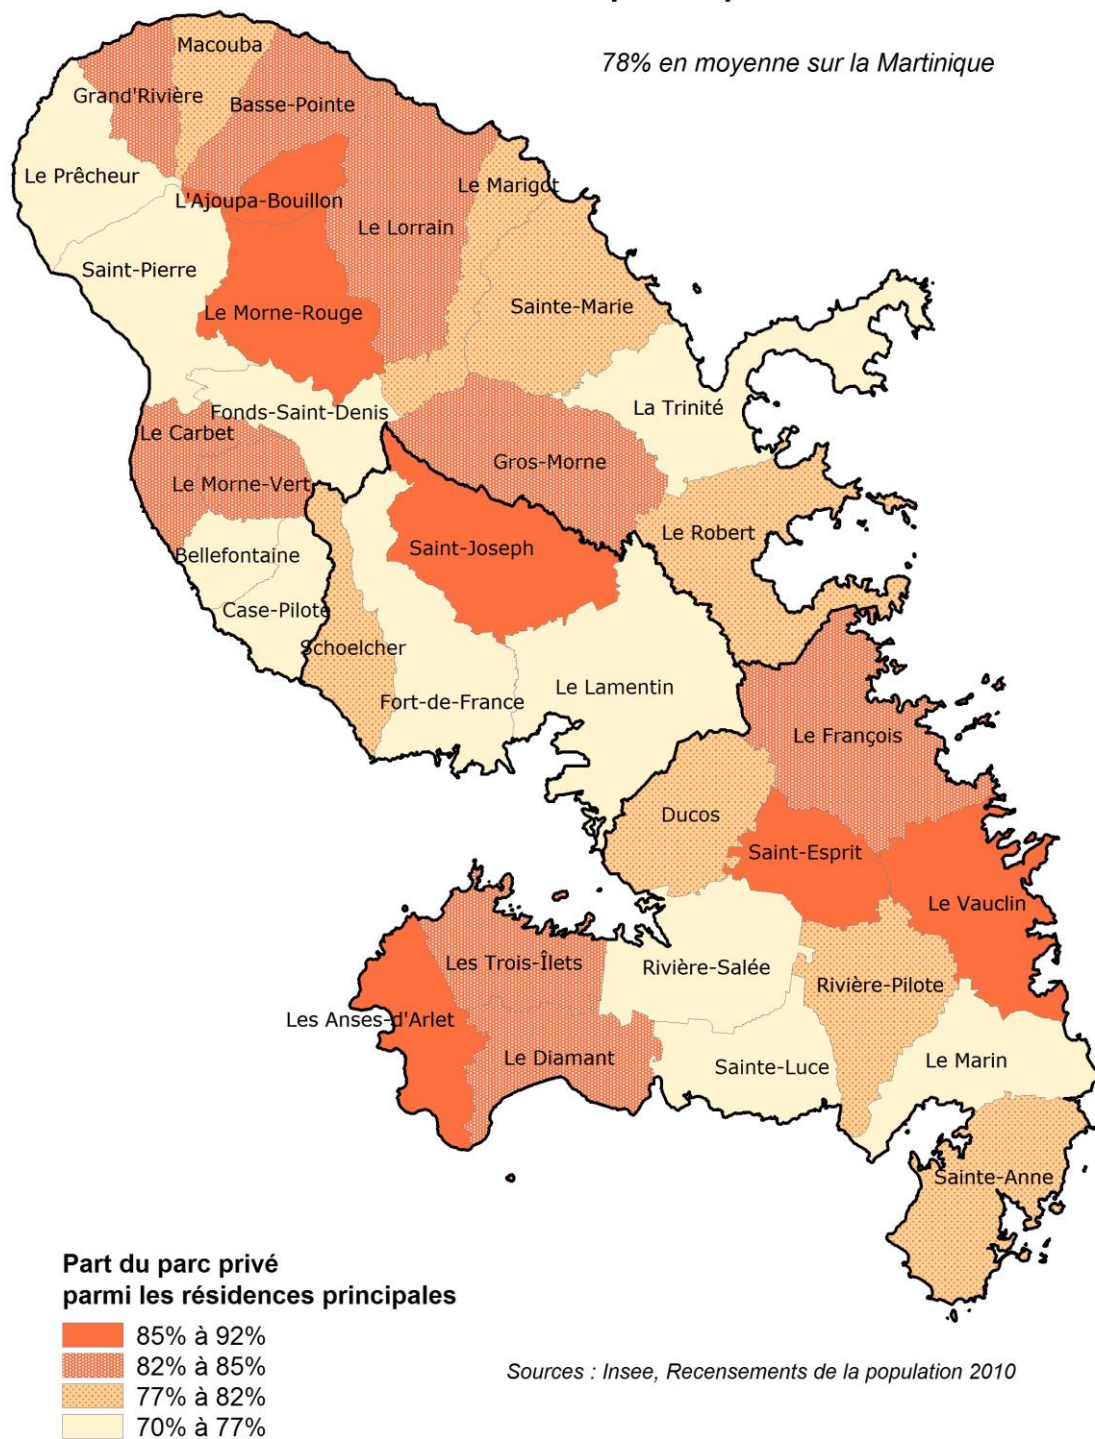 78% en moyenne sur la Martinique
Macouba
Grand'Rivière
Basse-Pointe
Le Prêcheur
Le Marigot
L'Ajoupa-Bouillon
Le Lorrain
Saint-Pierre
Sainte-Marie
Le Morne-Rouge
La Trinité
Fonds-Saint-Denis
Le Carbet
Gros-Morne
Le Morne-Vert
Le Robert
Saint-Joseph
Bellefontaine
Case-Pilote
Schoelcher
Le Lamentin
Fort-de-France
Le François
Ducos
Saint-Esprit
Le Vauclin
Les Trois-Îlets
Rivière-Salée
Rivière-Pilote
Les Anses-d'Arlet
Le Diamant
Sainte-Luce
Le Marin
Sainte-Anne
Part du parc privé
parmi les résidences principales
85% à 92%
82% à 85%
77% à 82%
70% à 77%
Sources : Insee, Recensements de la population 2010